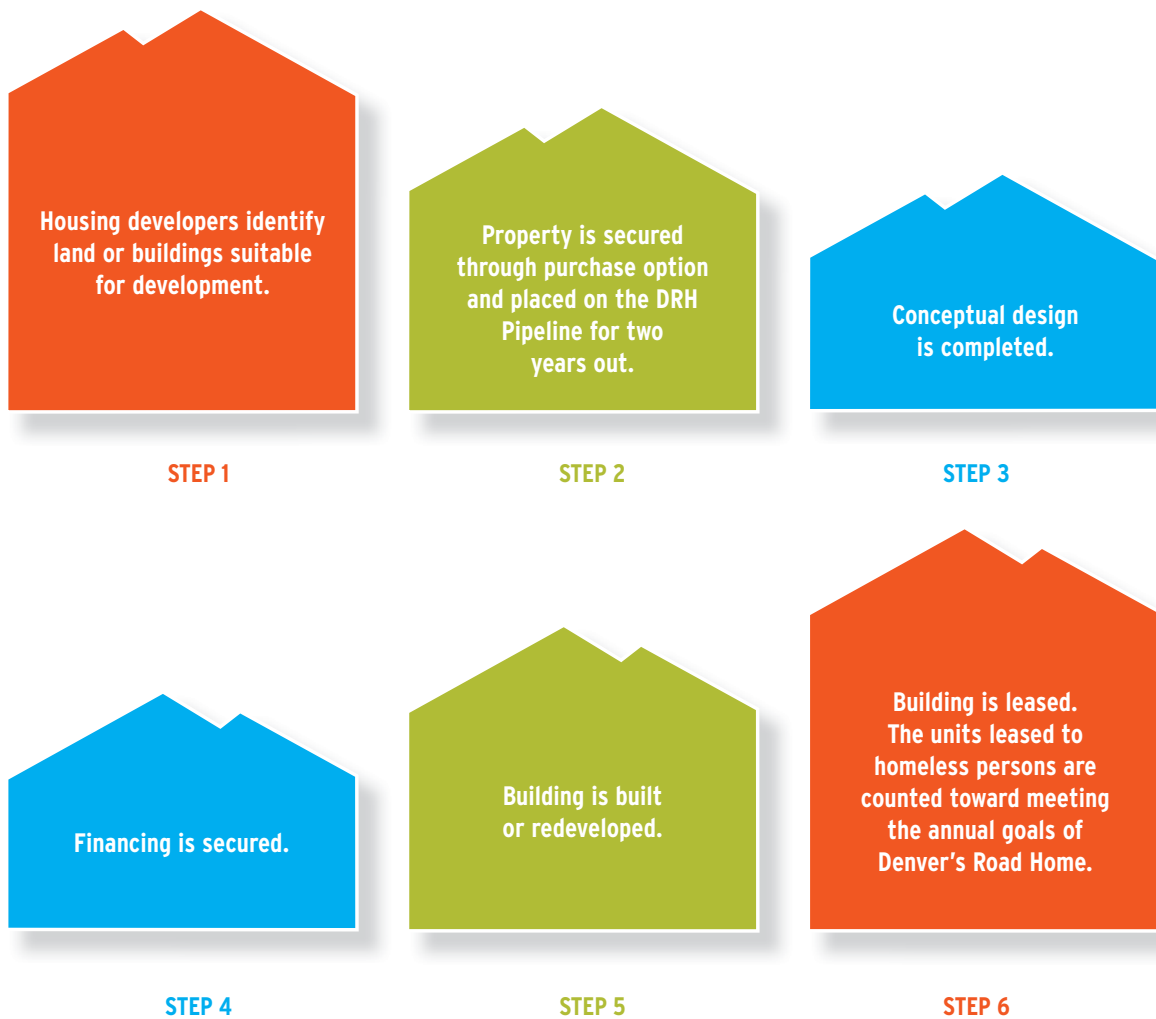 Housing developers identify
land or buildings suitable
for development.
STEP 1
Property is secured
through purchase option
and placed on the DRH
Pipeline for two
years out.
STEP 2
Conceptual design
is completed.
STEP 3
Financing is secured.
STEP 4
Building is built
or redeveloped.
STEP 5
Building is leased.
The units leased to
homeless persons are
counted toward meeting
the annual goals of
Denver's Road Home.
STEP 6